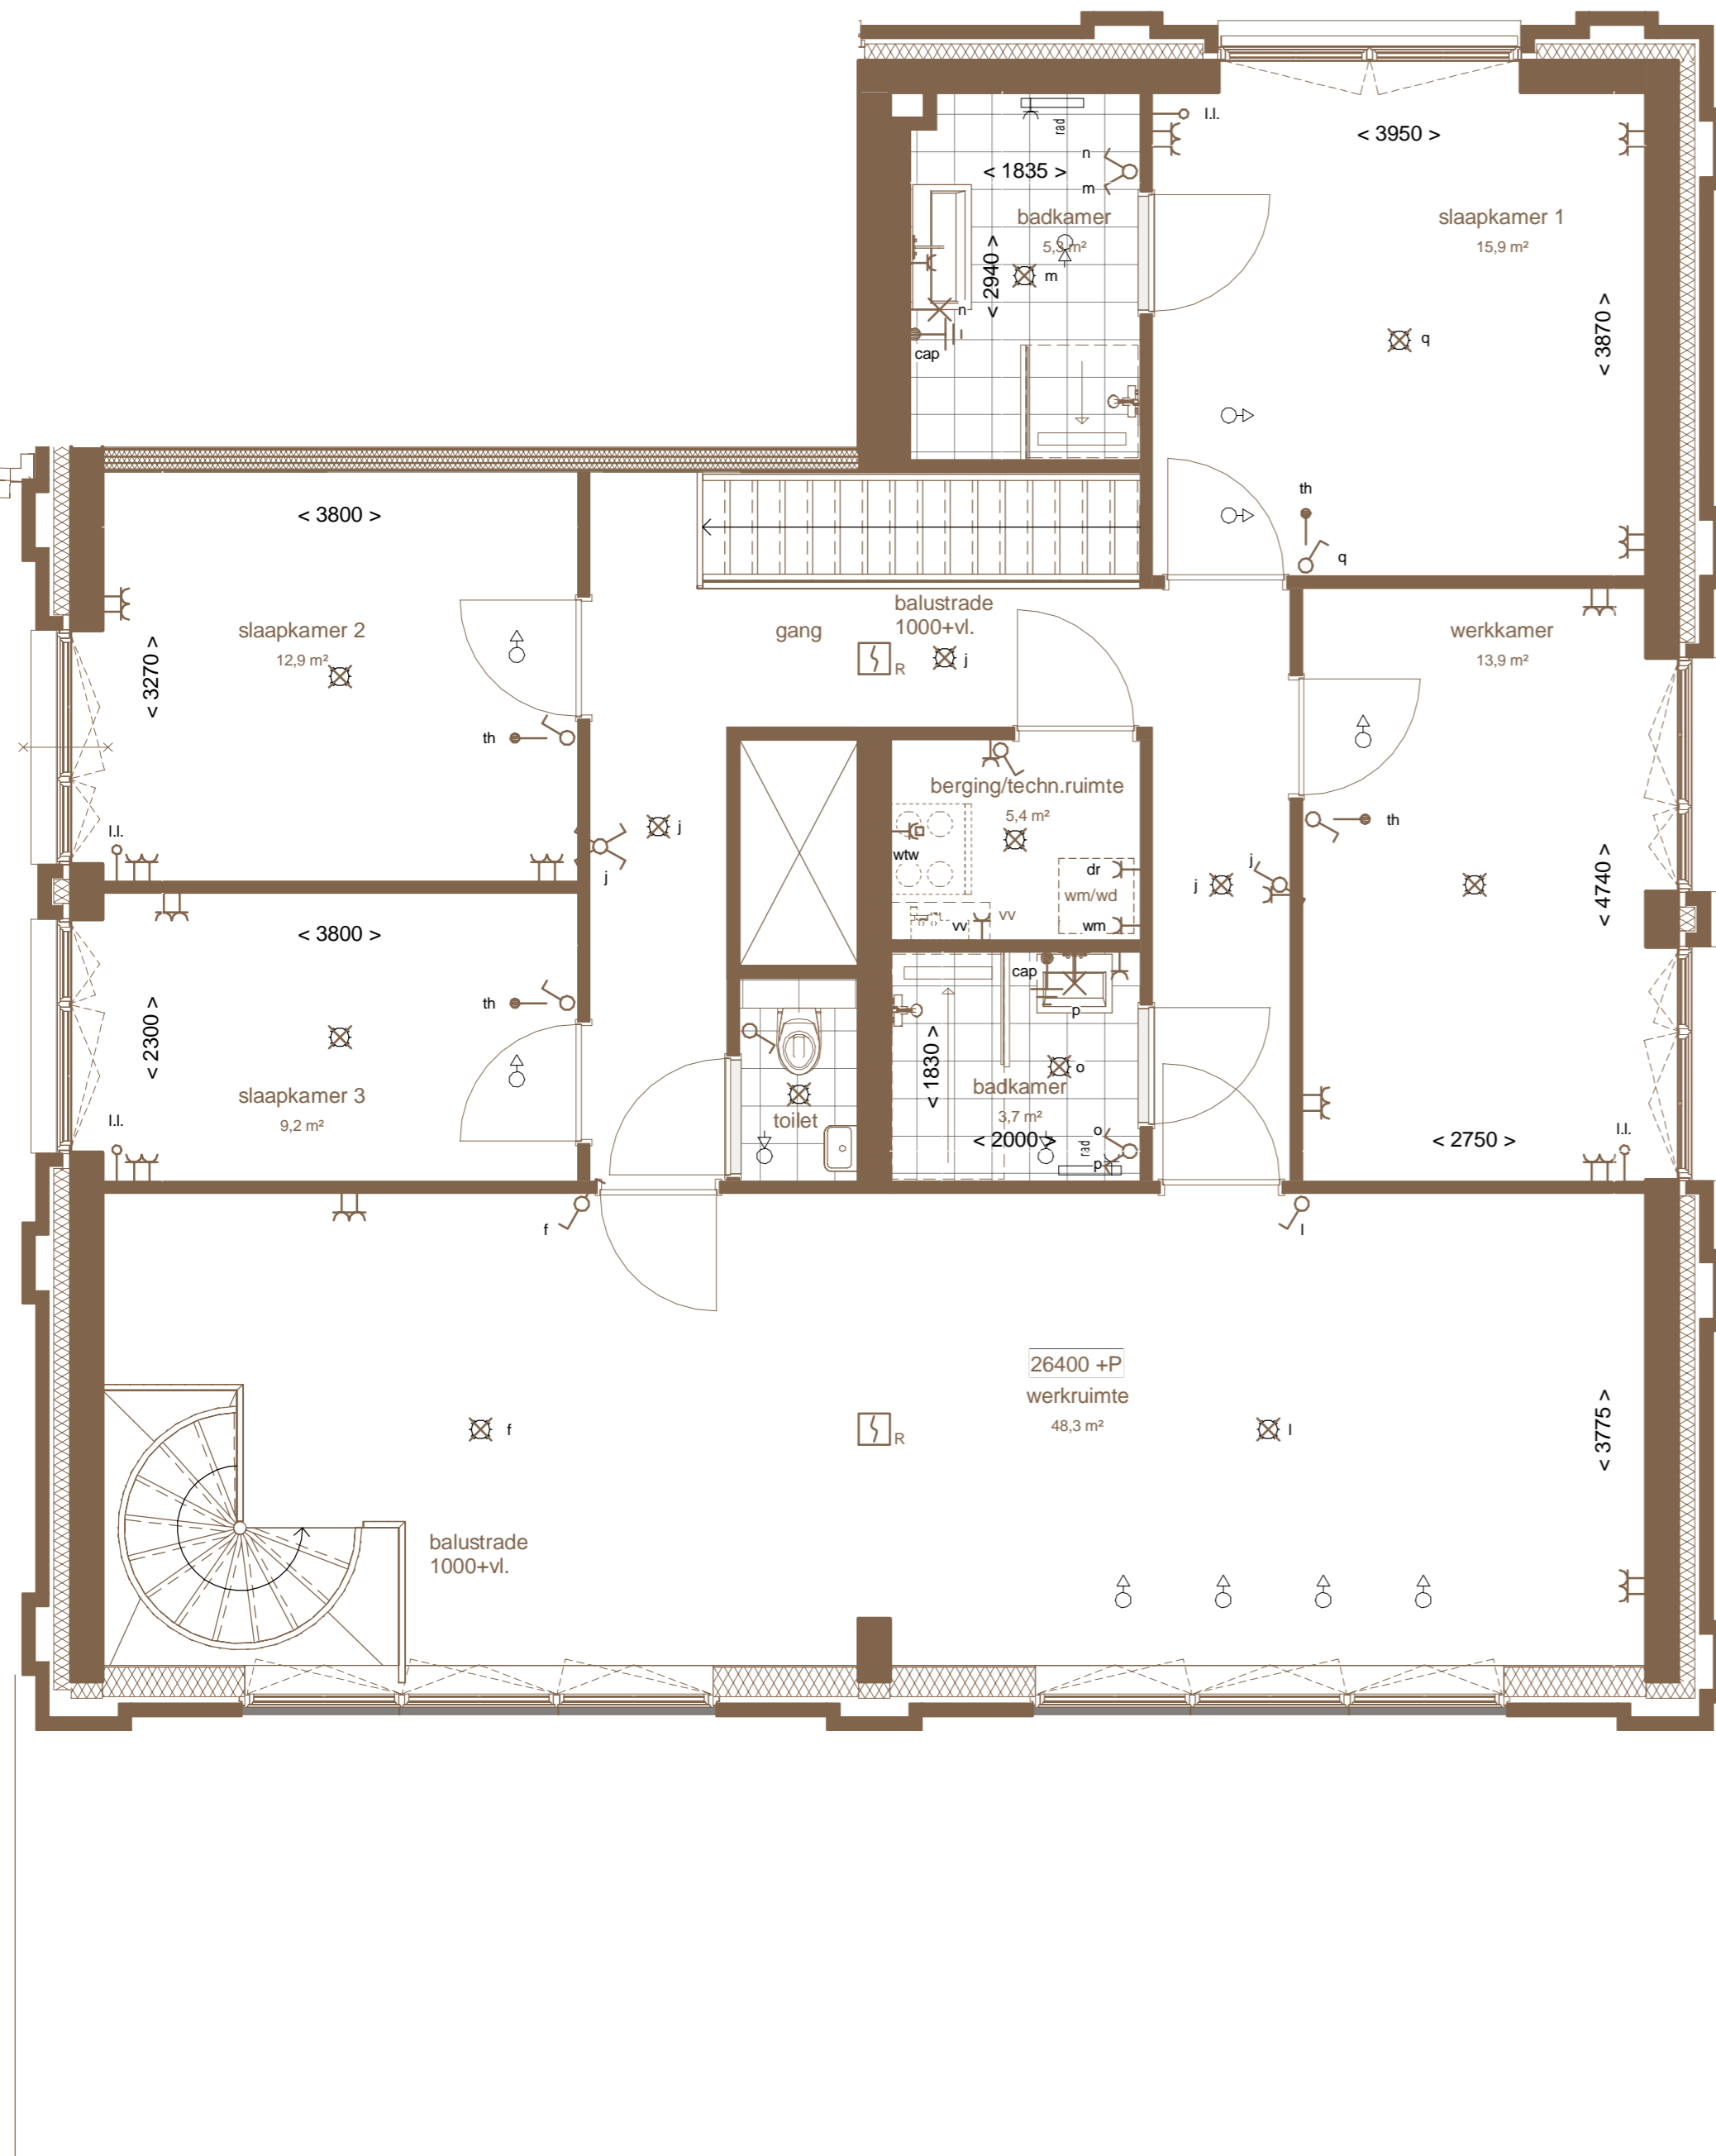 l.l.
< 3950 >
rad
n
< 1835 >
m
badkamer
5,3 m²
slaapkamer 1
15,9 m²
< 2940 >
m
n
cap
< 3870 >
q
th
q
< 3800 >
slaapkamer 2
12,9 m²
< 3270 >
th
l.l.
gang
balustrade
1000+vl.
R
j
werkkamer
13,9 m²
berging/techn.ruimte
5,4 m²
wtw
dr
wm/wd
wm
vv
vv
j
j
j
j
th
< 4740 >
< 3800 >
< 2300 >
th
slaapkamer 3
9,2 m²
l.l.
cap
p
< 1830 >
o
badkamer
3,7 m²
< 2000 >
rad
o
p
toilet
< 2750 >
l.l.
f
l
26400 +P
werkruimte
48,3 m²
f
R
l
< 3775 >
balustrade
1000+vl.